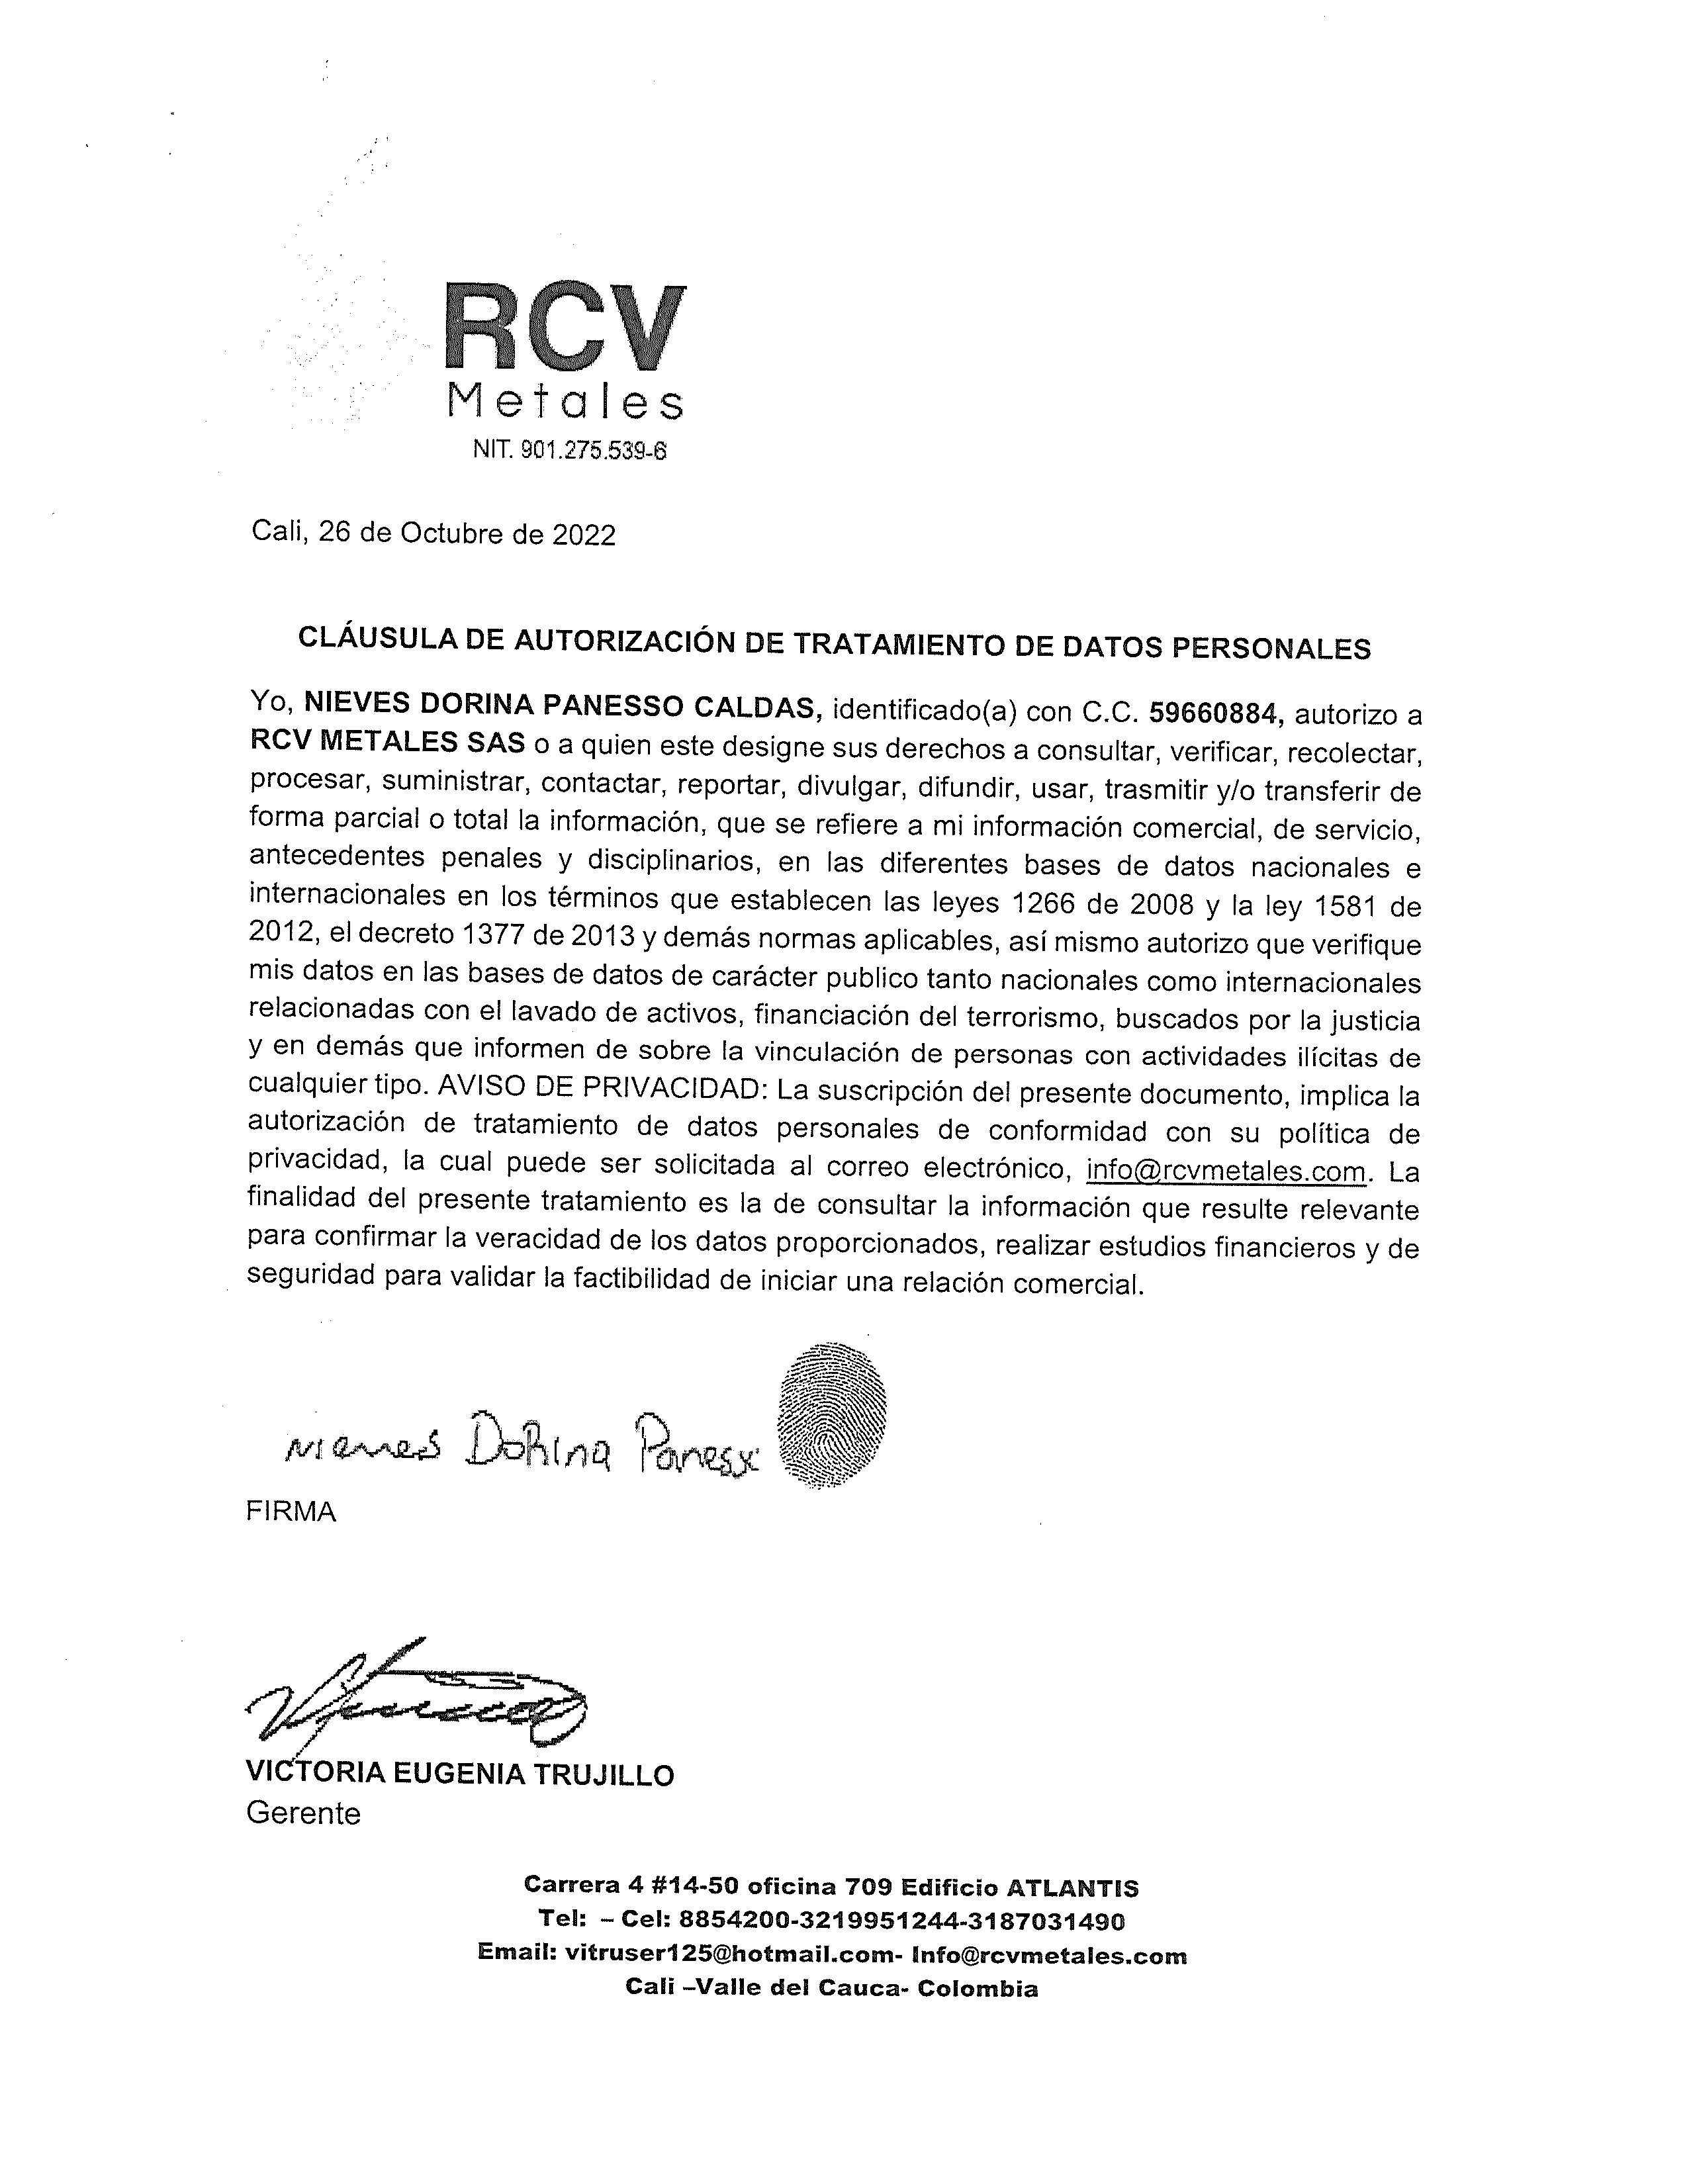 RCV
Metales
NIT. 901.275.539-6
Cali, 26 de Octubre de 2022
CLÁUSULA DE AUTORIZACIÓN DE TRATAMIENTO DE DATOS PERSONALES
Yo, NIEVES DORINA PANESSO CALDAS, identificado(a) con C.C. 59660884, autorizo a
RCV METALES SAS o a quien este designe sus derechos a consultar, verificar, recolectar,
procesar, suministrar, contactar, reportar, divulgar, difundir, usar, trasmitir y/o transferir de
forma parcial o total la información, que se refiere a mi información comercial, de servicio,
antecedentes penales y disciplinarios, en las diferentes bases de datos nacionales e
internacionales en los términos que establecen las leyes 1266 de 2008 y la ley 1581 de
2012, el decreto 1377 de 2013 y demás normas aplicables, así mismo autorizo que verifique
mis datos en las bases de datos de carácter publico tanto nacionales como internacionales
relacionadas con el lavado de activos, financiación del terrorismo, buscados por la justicia
y en demás que informen de sobre la vinculación de personas con actividades ilícitas de
cualquier tipo. AVISO DE PRIVACIDAD: La suscripción del presente documento, implica la
autorización de tratamiento de datos personales de conformidad con su política de
privacidad, la cual puede ser solicitada al correo electrónico, info@rcvmetales.com. La
finalidad del presente tratamiento es la de consultar la información que resulte relevante
para confirmar la veracidad de los datos proporcionados, realizar estudios financieros y de
seguridad para validar la factibilidad de iniciar una relación comercial.
Dorina
FIRMA
VICTORIA EUGENIA TRUJILLO
Gerente
Carrera 4 #14-50 oficina 709 Edificio ATLANTIS
Tel: – Cel: 8854200-3219951244-3187031490
Email: vitruser125@hotmail.com- Info@rcvmetales.com
Cali –Valle del Cauca- Colombia